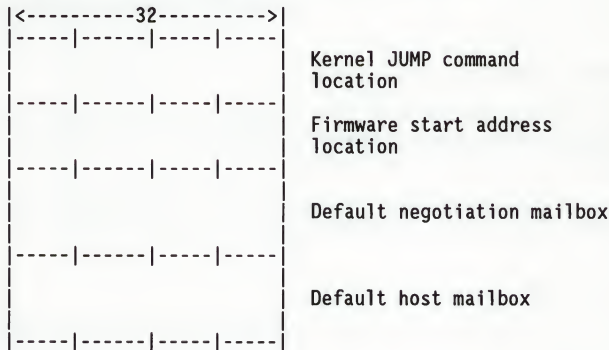 |<-----------32----------->|
|-----|------|-----|-----|
Kernel JUMP command
location
|-----|------|-----|-----|
Firmware start address
location
|-----|------|-----|-----|
Default negotiation mailbox
|-----|------|-----|-----|
Default host mailbox
|-----|------|-----|-----|